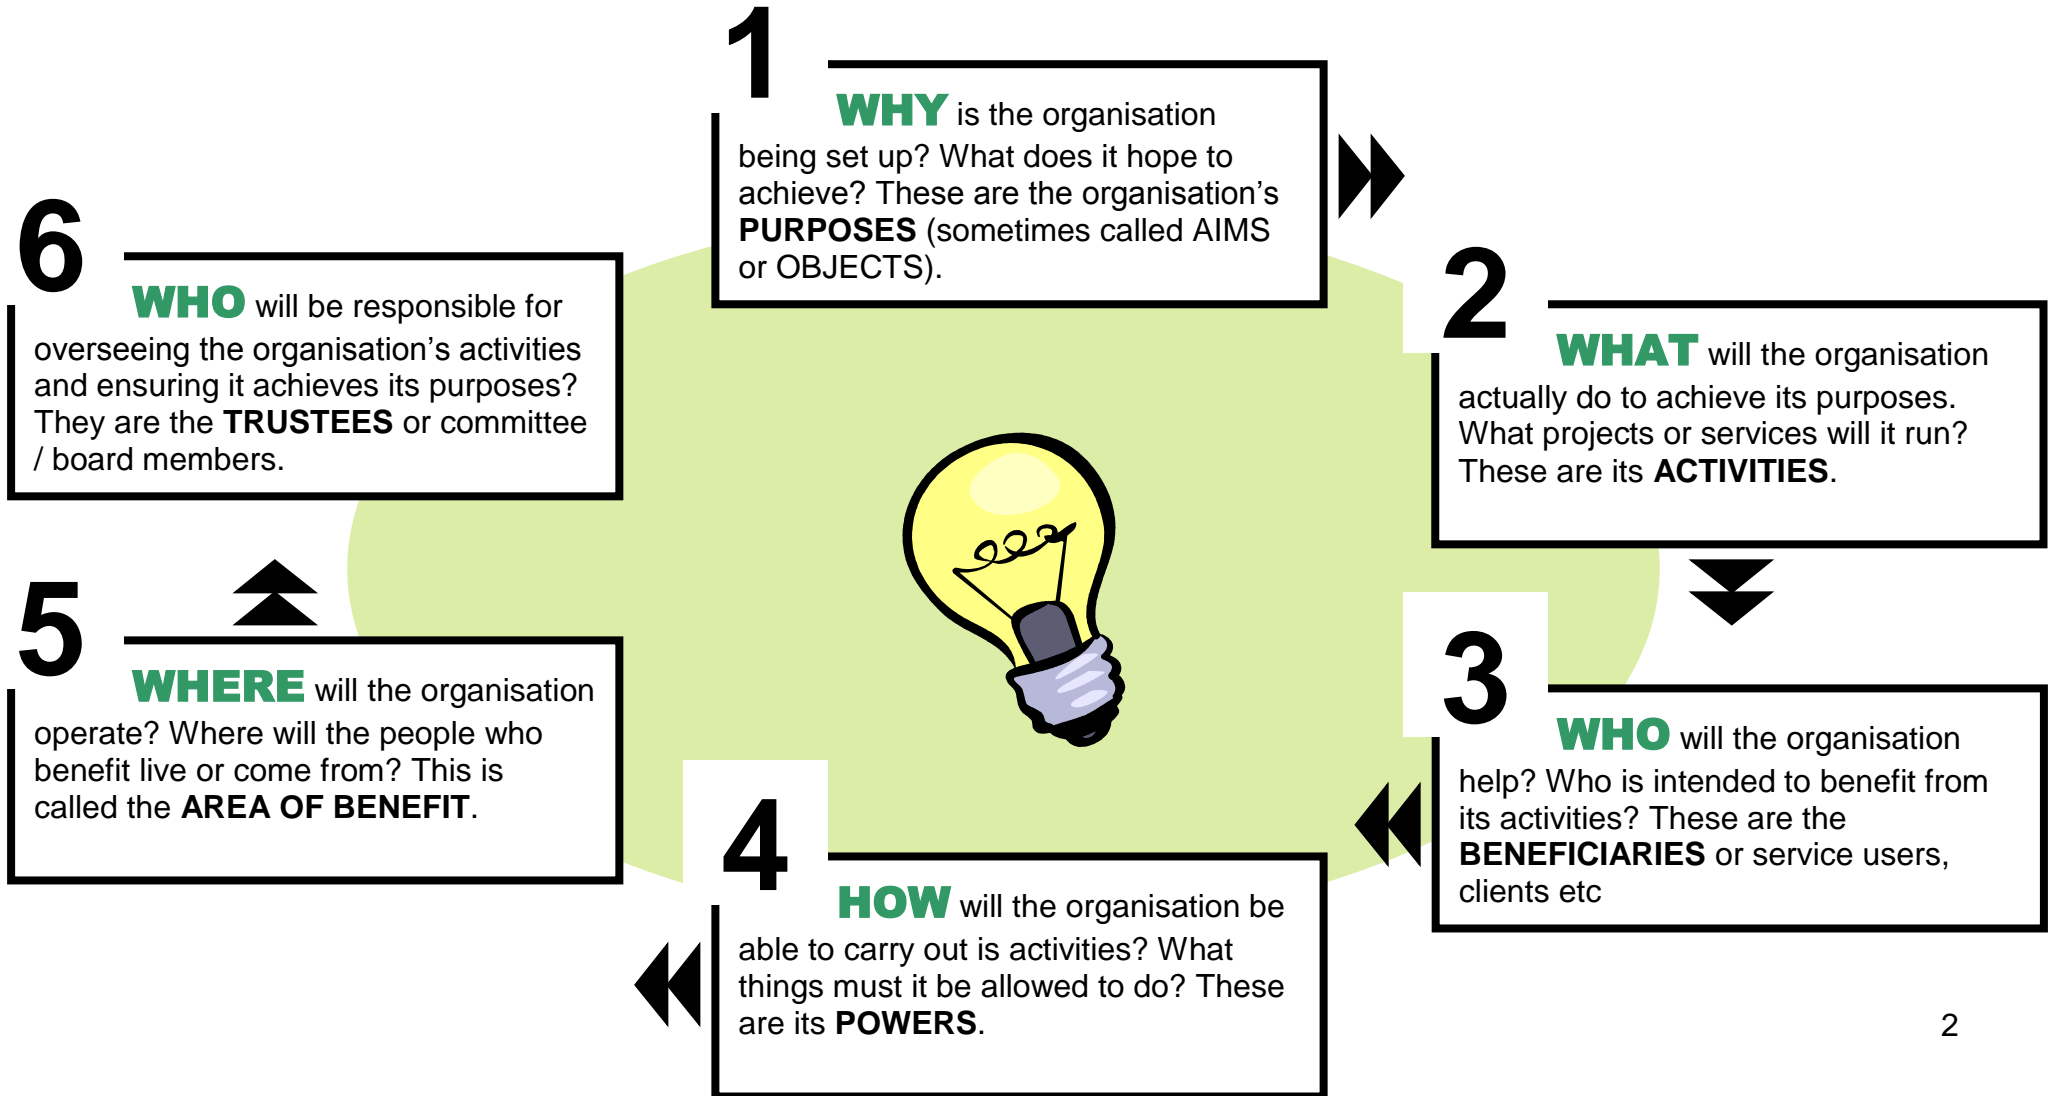 1
WHY is the organisation
being set up? What does it hope to
achieve? These are the organisation’s
PURPOSES (sometimes called AIMS
or OBJECTS).
2
WHAT will the organisation
actually do to achieve its purposes.
What projects or services will it run?
These are its ACTIVITIES.
3
WHO will the organisation
help? Who is intended to benefit from
its activities? These are the
BENEFICIARIES or service users,
clients etc
4
HOW will the organisation be
able to carry out is activities? What
things must it be allowed to do? These
are its POWERS.
5
WHERE will the organisation
operate? Where will the people who
benefit live or come from? This is
called the AREA OF BENEFIT.
6
WHO will be responsible for
overseeing the organisation’s activities
and ensuring it achieves its purposes?
They are the TRUSTEES or committee
/ board members.
2